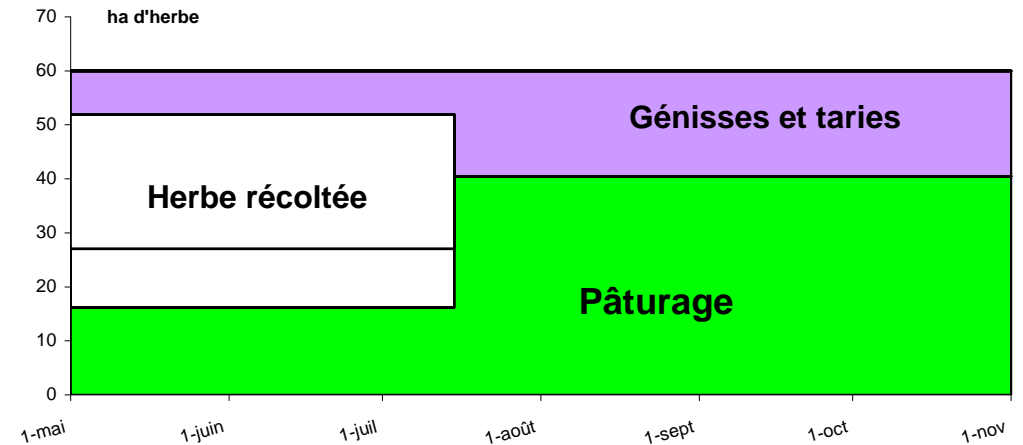 70
ha d'herbe
60
50
40
30
20
10
0
Génisses et taries
Herbe récoltée
Pâturage
1-mai
1-juin
1-juil
1-août
1-sept
1-oct
1-nov